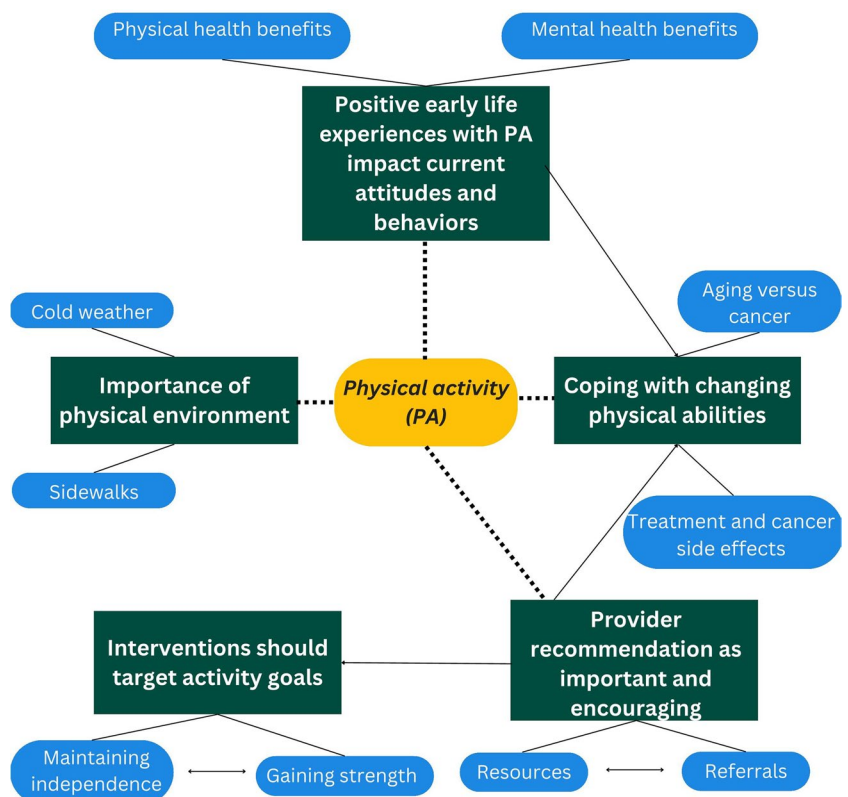 Physical health benefits
Mental health benefits
Positive early life
experiences with PA
impact current
attitudes and
behaviors
Cold weather
Aging versus
cancer
Importance of
physical environment
Physical activity
(PA)
Coping with changing
physical abilities
Sidewalks
Treatment and cancer
side effects
Interventions should
target activity goals
Provider
recommendation as
important and
encouraging
Maintaining
independence
Gaining strength
Resources
Referrals